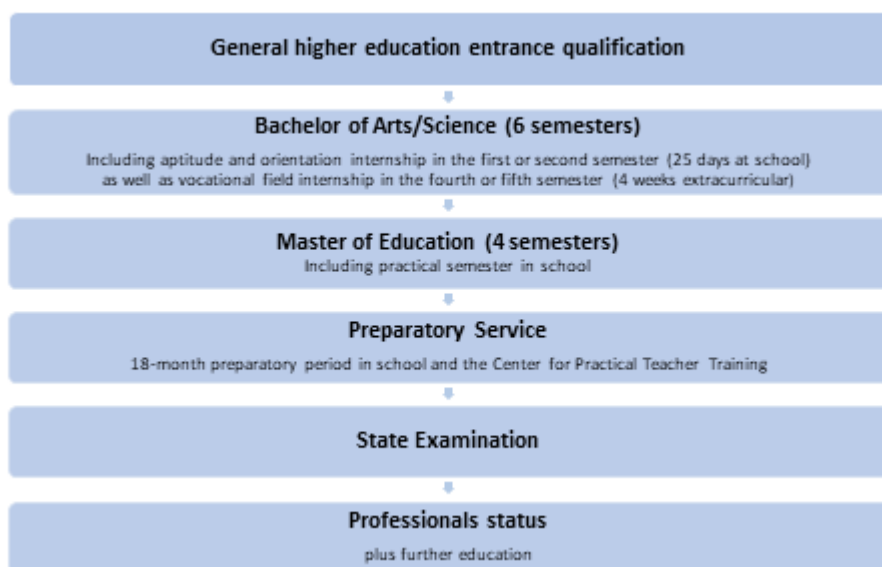 General higher education entrance qualification
Bachelor of Arts/Science (6 semesters)
Including aptitude and orientation internship in the first or second semester (25 days at school)
as well as vocational field internship in the fourth or fifth semester (4 weeks extracurricular)
Master of Education (4 semesters)
Including practical semester in school
Preparatory Service
18-month preparatory period in school and the Center for Practical Teacher Training
State Examination
Professionals status
plus further education